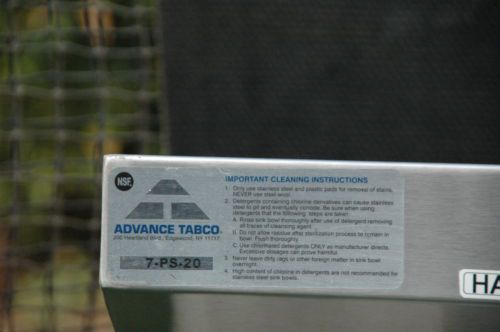 NSF.
ADVANCE TABCO
200 Heartland Blvd., Edgewood, NY 11717
7-PS-20
IMPORTANT CLEANING INSTRUCTIONS
1. Only use stainless steel and plastic pads for removal of stains,
NEVER use steel wool.
2. Detergents containing chlorine derivatives can cause stainless
steel to pit and eventually corrode. Be sure when using
detergents that the following steps are taken:
A. Rinse sink bowl thoroughly after use of detergent removing
all traces of cleansing agent.
B. Do not allow residue after sterilization process to remain in
bowl. Flush thoroughly.
C. Use chlorinated detergents ONLY as manufacturer directs.
Excessive dosages can prove harmful.
3. Never leave dirty rags or other foreign matter in sink bowl
overnight.
4. High content of chlorine in detergents are not recommended for
stainless steel sink bowls.
HA